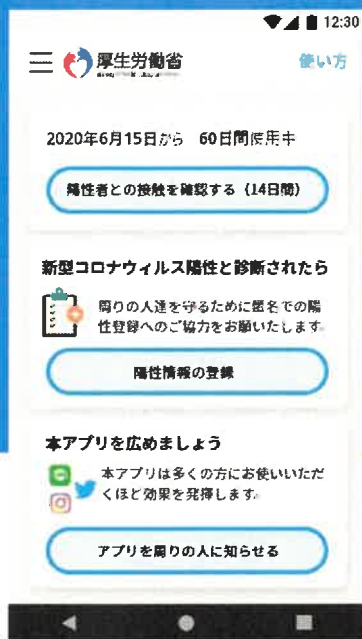 12:30
厚生労働省
使い方
2020年6月15日から 60日間使用中
陽性者との接触を確認する（14日間）
新型コロナウィルス陽性と診断されたら
周りの人達を守るために匿名での陽
性登録へのご協力をお願いいたします。
陽性情報の登録
本アプリを広めましょう
本アプリは多くの方にお使いいただ
くほど効果を発揮します。
アプリを周りの人に知らせる